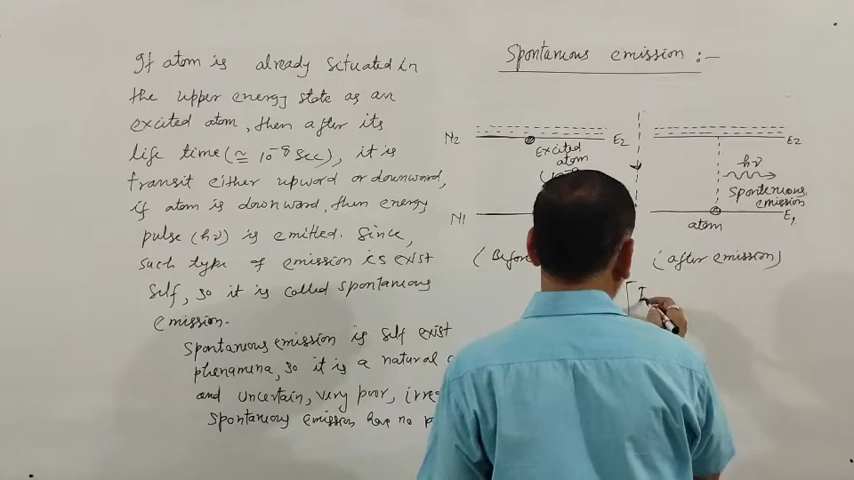 If atom is already situated in
the upper energy state as an
excited atom, then after its
life time (≃ 10⁻⁸ sec), it is
transit either upward or downward,
if atom is downward, then energy
pulse (hν) is emitted. Since,
such type of emission is exist
self, so it is called spontaneous
emission.
Spontaneous emission is self exist
phenamina, so it is a natural
and uncertain, very poor,
spontaneous emission have no
Spontaneous emission :-
N2
E2
Excited
atom
N1
(Before
E2
hν
Spontaneous
emission
E1
atom
(after emission)